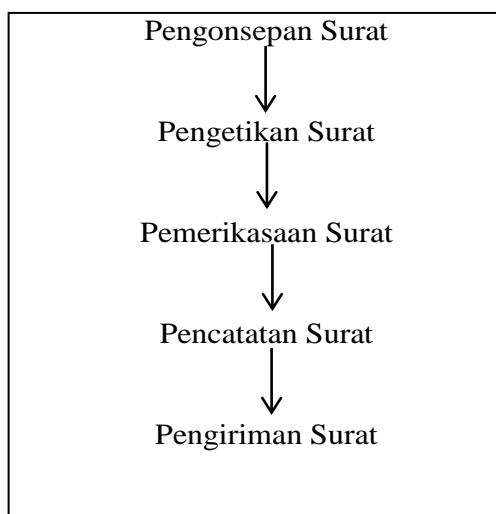 Pengonsepan Surat
Pengetikan Surat
Pemerikasaan Surat
Pencatatan Surat
Pengiriman Surat